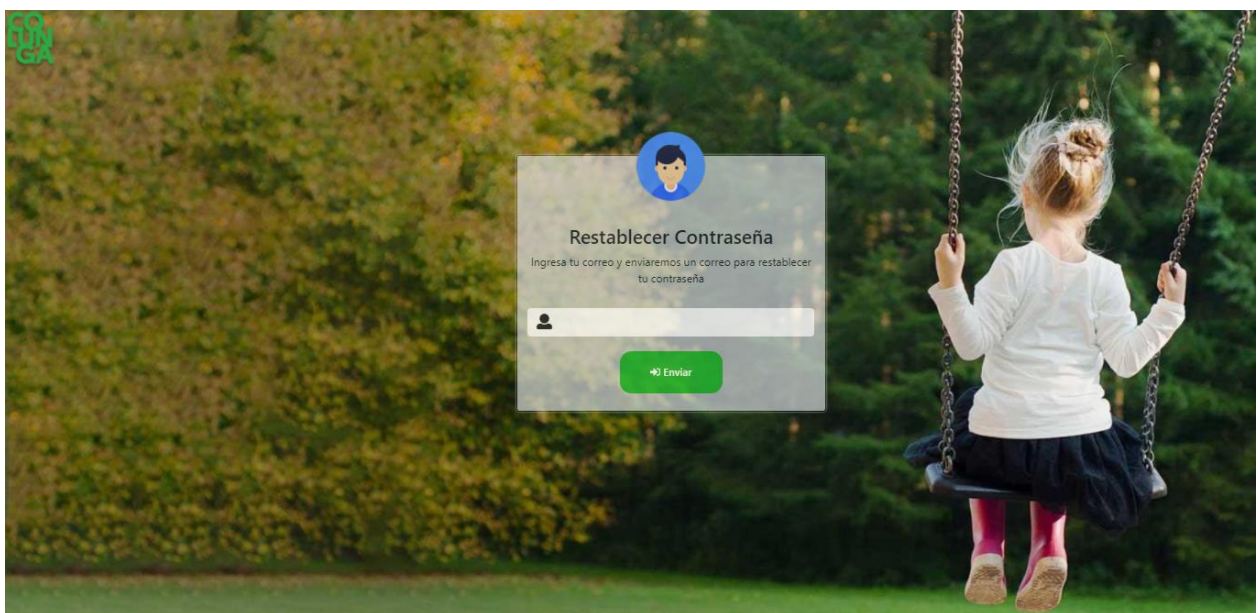 CO
LUN
GA
Restablecer Contraseña
Ingresa tu correo y enviaremos un correo para restablecer
tu contraseña
Enviar